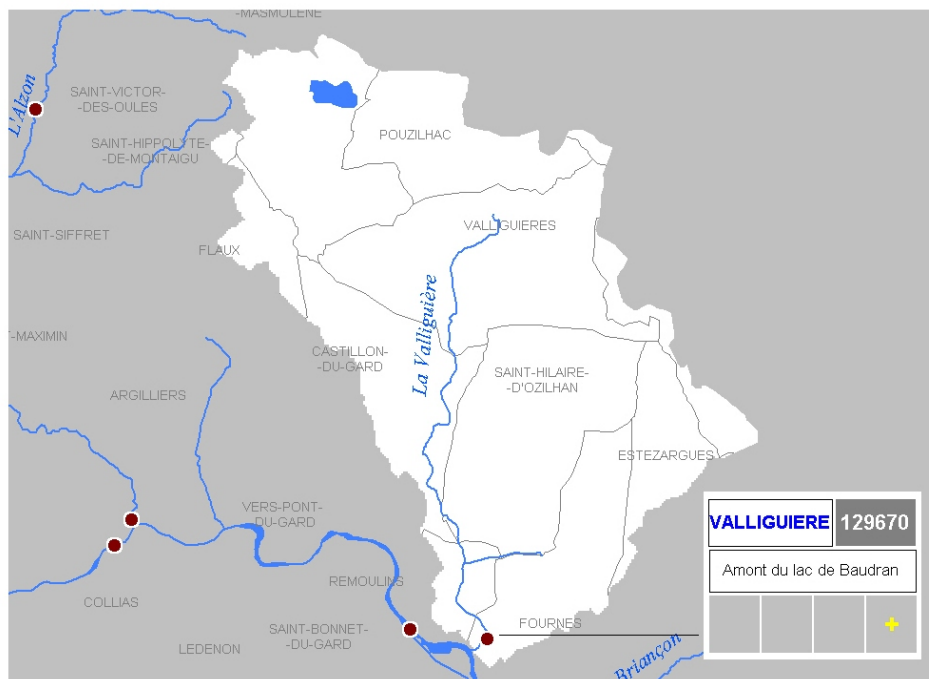 -MASMOLENE
L'Alzon
SAINT-VICTOR-
-DES-OULES
POUZILHAC
SAINT-HIPPOLYTE-
-DE-MONTAIGU
SAINT-SIFFRET
FLAUX
VALLIGUIERES
La Valliguière
T-MAXIMIN
CASTILLON-
-DU-GARD
SAINT-HILAIRE-
-D'OZILHAN
ARGILLIERS
ESTEZARGUES
VERS-PONT-
-DU-GARD
VALLIGUIERE
129670
Amont du lac de Baudran
REMOULINS
COLLIAS
FOURNES
SAINT-BONNET-
-DU-GARD
LEDENON
Briançon
+